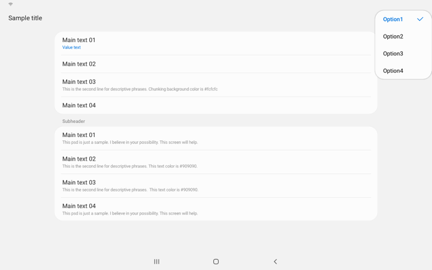 Sample title
Option1
Option2
Option3
Option4
Main text 01
Value text
Main text 02
Main text 03
This is the second line for descriptive phrases. Chunking background color is
Main text 04
Subheader
Main text 01
This psd is just a sample, I believe in your possibility. This screen will help.
Main text 02
This is the second line for descriptive phrases. This text color is #909090.
Main text 03
This is the second line for descriptive phrases. This text color is #909090.
Main text 04
This psd is just a sample, I believe in your possibility. This screen will help.